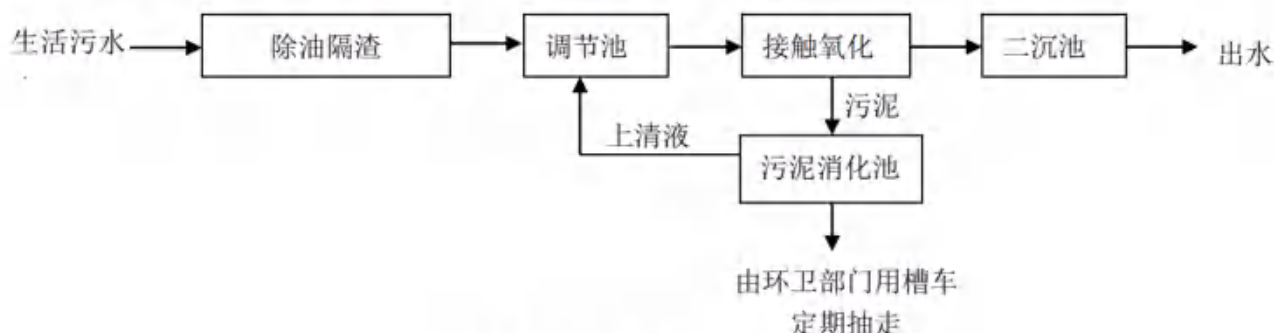 生活污水
除油隔渣
调节池
接触氧化
二沉池
出水
污泥
上清液
污泥消化池
由环卫部门用槽车
定期抽走